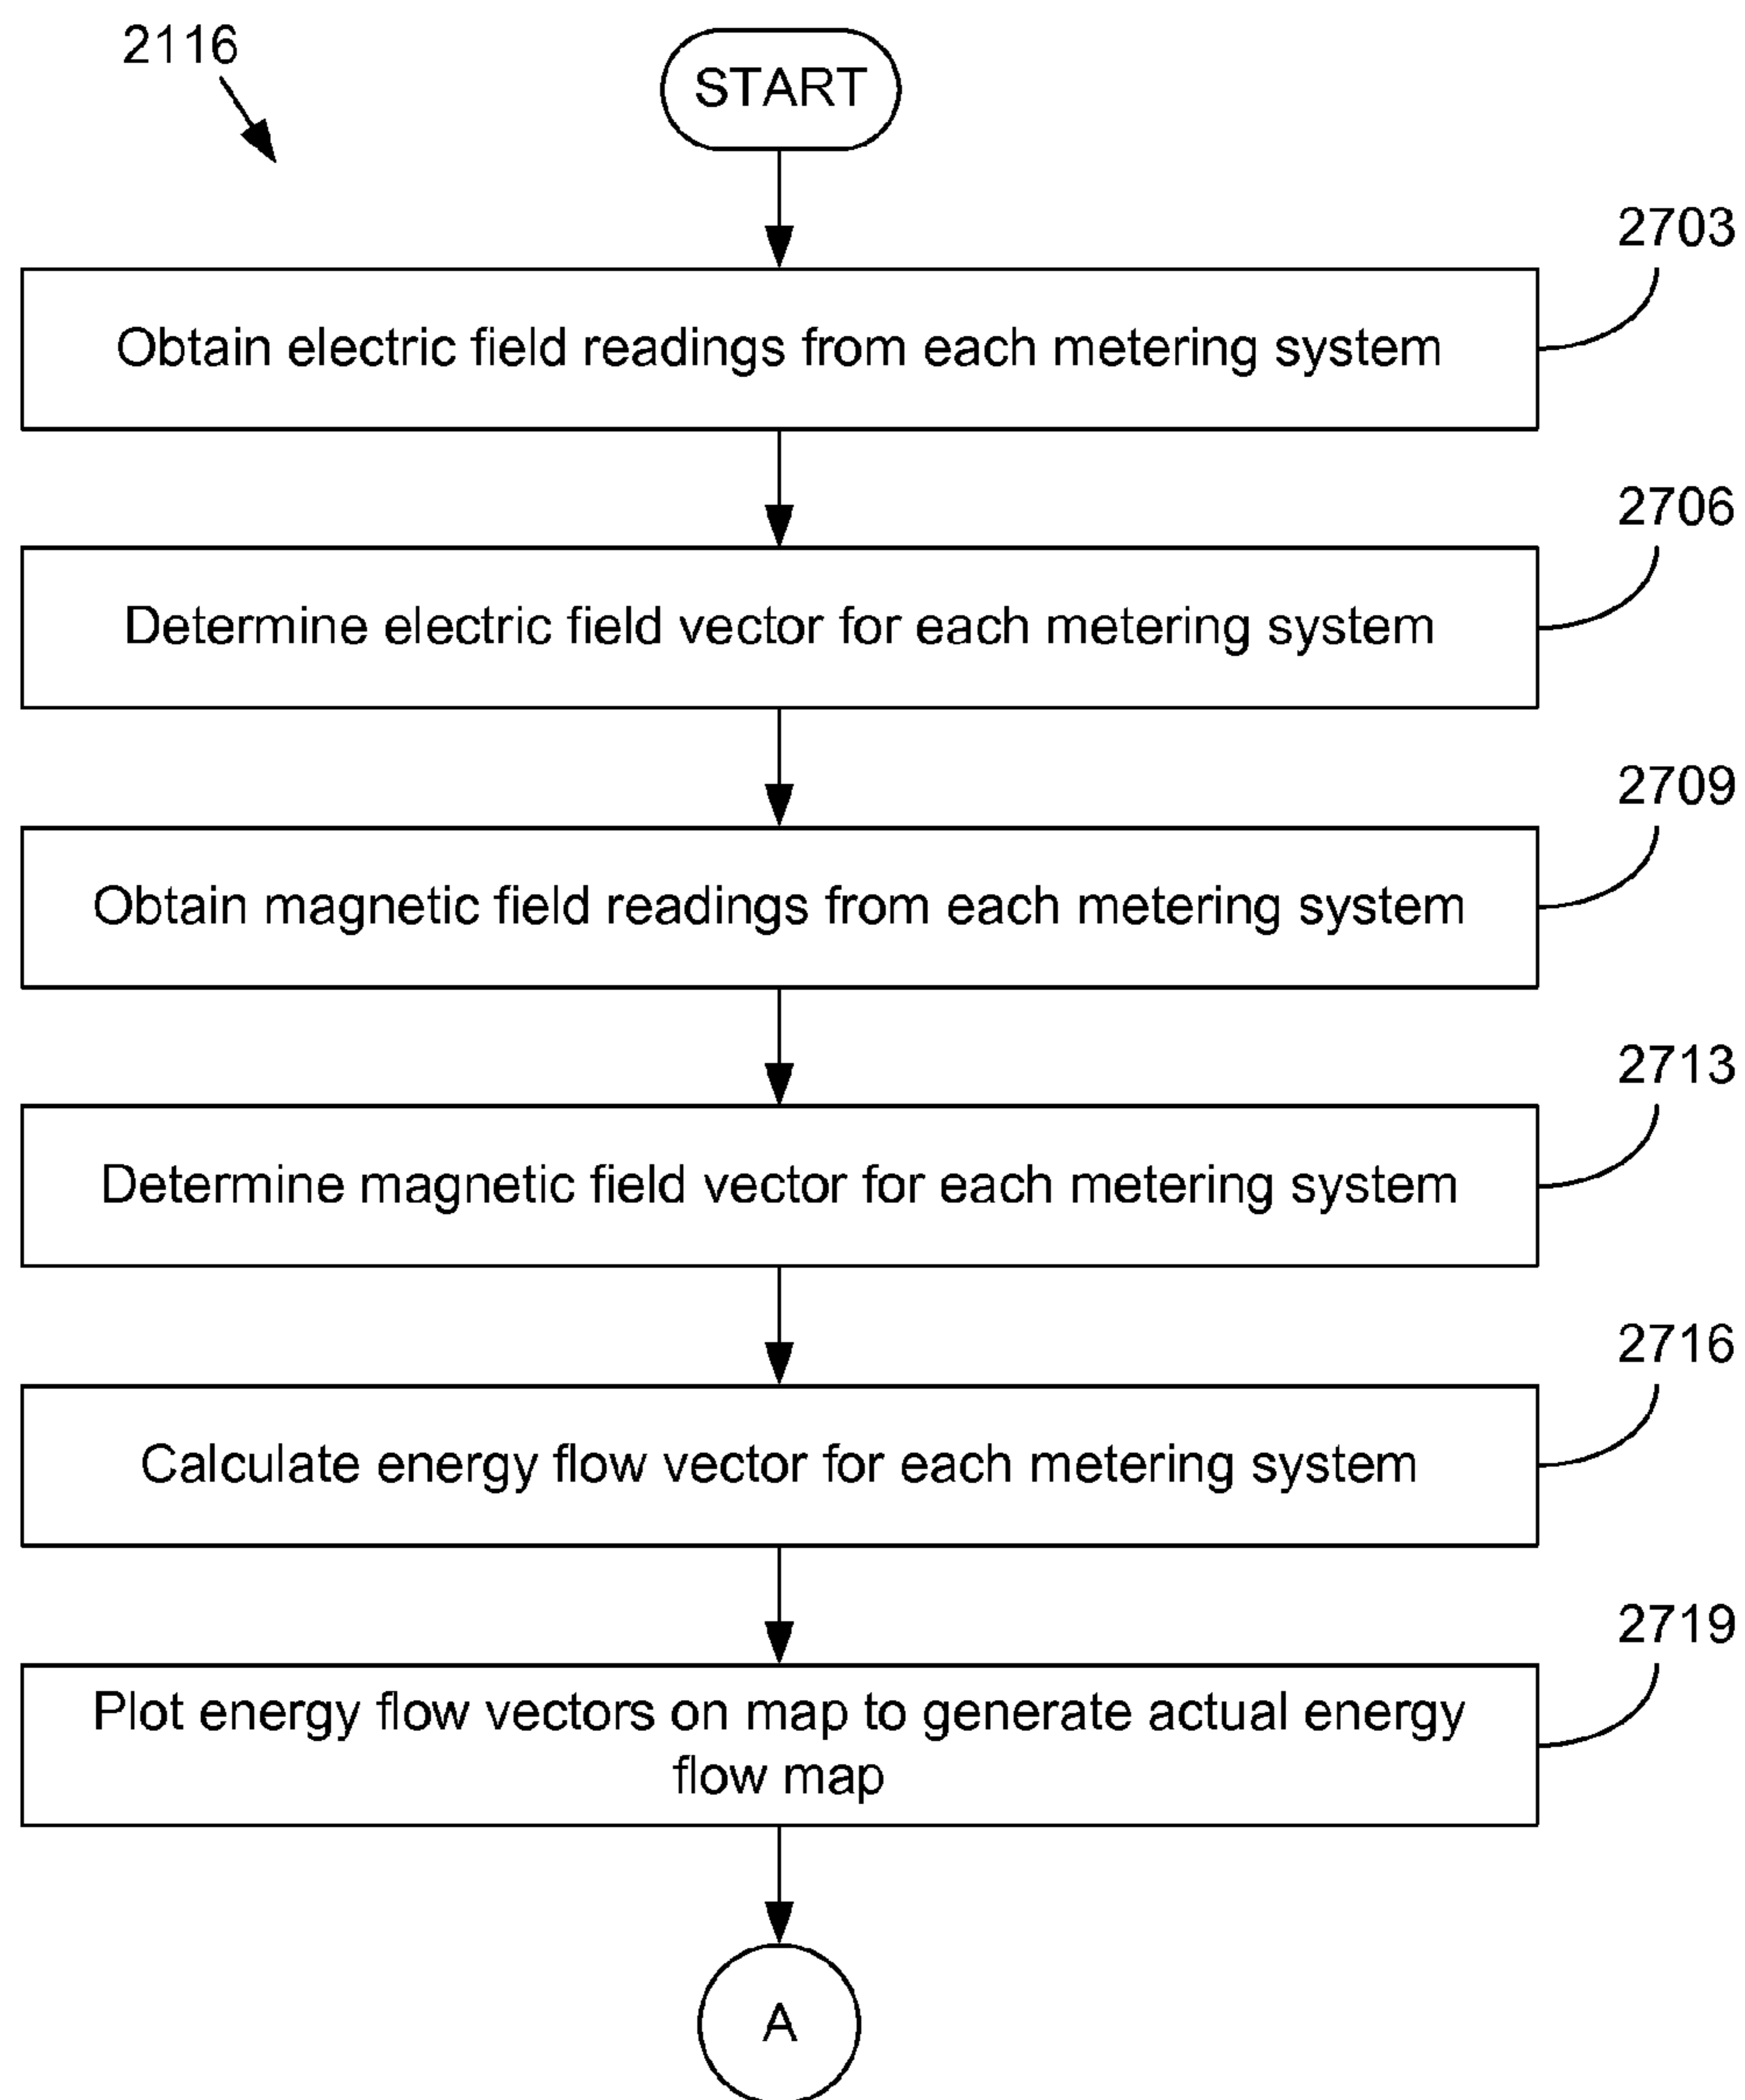 2116
START
2703
Obtain electric field readings from each metering system
2706
Determine electric field vector for each metering system
2709
Obtain magnetic field readings from each metering system
2713
Determine magnetic field vector for each metering system
2716
Calculate energy flow vector for each metering system
2719
Plot energy flow vectors on map to generate actual energy
flow map
A